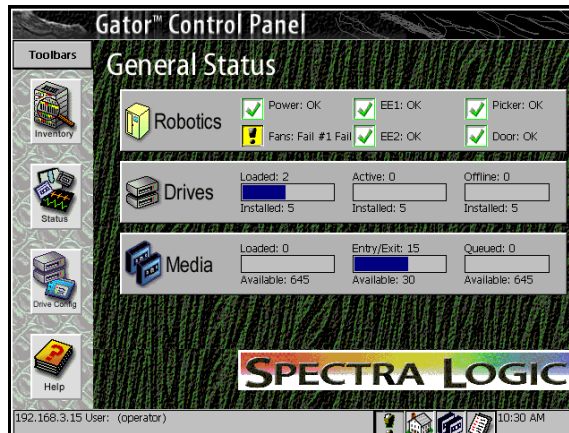 Gator™ Control Panel
Toolbars
General Status
Inventory
Status
Drive Config
Help
Robotics
Power: OK
EE1: OK
Picker: OK
Fans: Fail #1 Fail
EE2: OK
Door: OK
Drives
Loaded: 2
Active: 0
Offline: 0
Installed: 5
Installed: 5
Installed: 5
Media
Loaded: 0
Entry/Exit: 15
Queued: 0
Available: 645
Available: 30
Available: 645
SPECTRA LOGIC
192.168.3.15 User: (operator)
10:30 AM